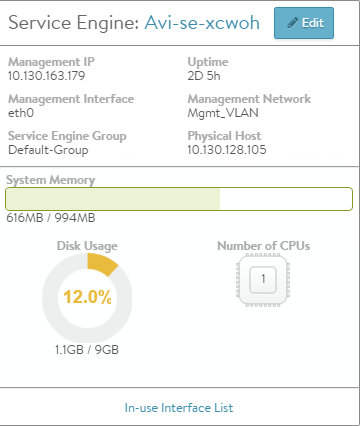 Service Engine: Avi-se-xcwoh
Edit
Management IP
10.130.163.179
Uptime
2D 5h
Management Interface
eth0
Management Network
Mgmt_VLAN
Service Engine Group
Default-Group
Physical Host
10.130.128.105
System Memory
616MB / 994MB
Disk Usage
12.0%
1.1GB / 9GB
Number of CPUs
1
In-use Interface List